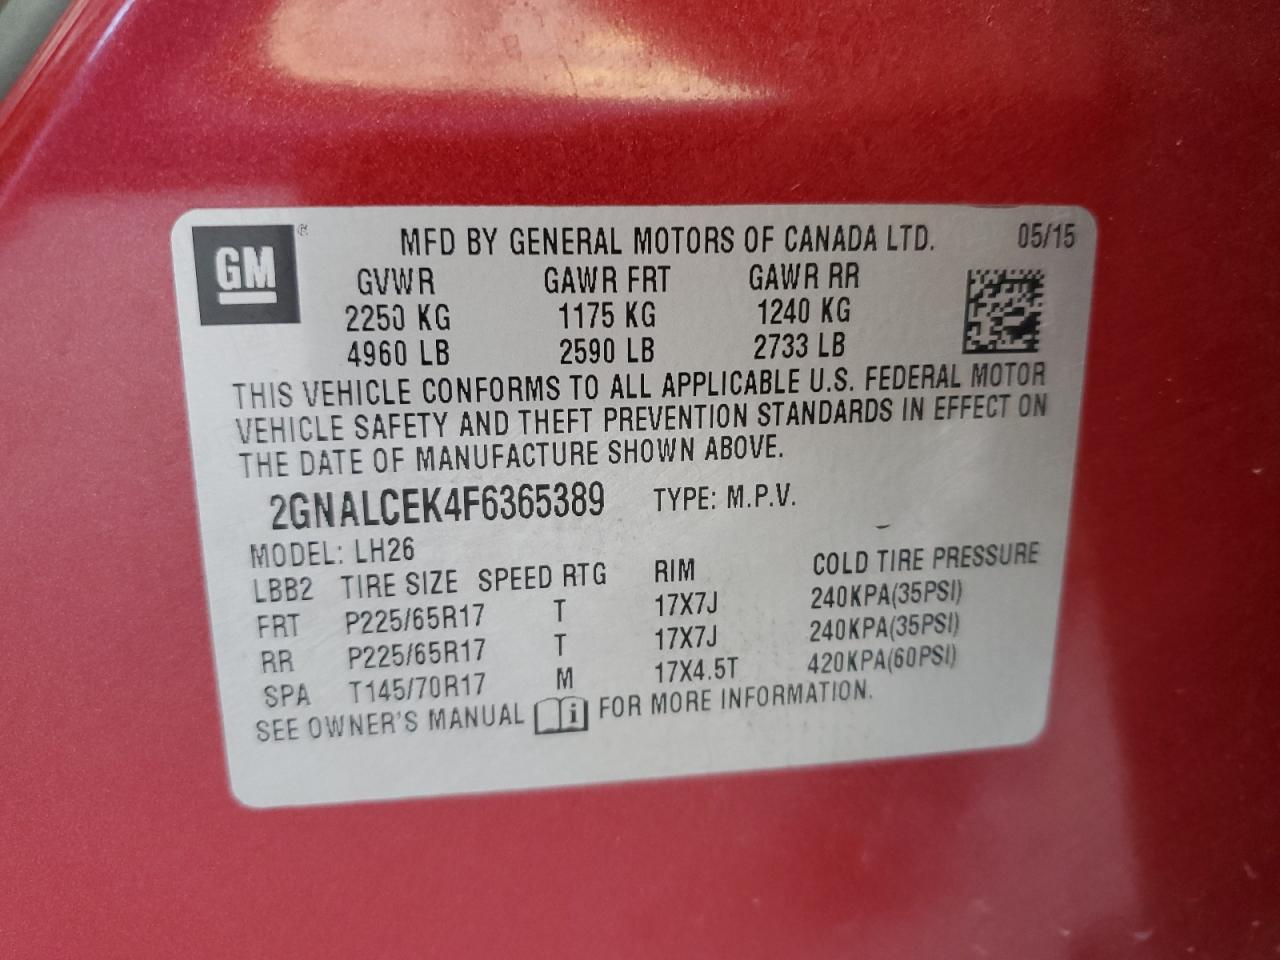 GM ® MFD BY GENERAL MOTORS OF CANADA LTD. 05/15
GVWR GAWR FRT GAWR RR
2250 KG 1175 KG 1240 KG
4960 LB 2590 LB 2733 LB
THIS VEHICLE CONFORMS TO ALL APPLICABLE U.S. FEDERAL MOTOR
VEHICLE SAFETY AND THEFT PREVENTION STANDARDS IN EFFECT ON
THE DATE OF MANUFACTURE SHOWN ABOVE.
2GNALCEK4F6365389 TYPE: M.P.V.
MODEL: LH26
LBB2 TIRE SIZE SPEED RTG RIM COLD TIRE PRESSURE
FRT P225/65R17 T 17X7J 240KPA(35PSI)
RR P225/65R17 T 17X7J 240KPA(35PSI)
SPA T145/70R17 M 17X4.5T 420KPA(60PSI)
SEE OWNER'S MANUAL i FOR MORE INFORMATION.